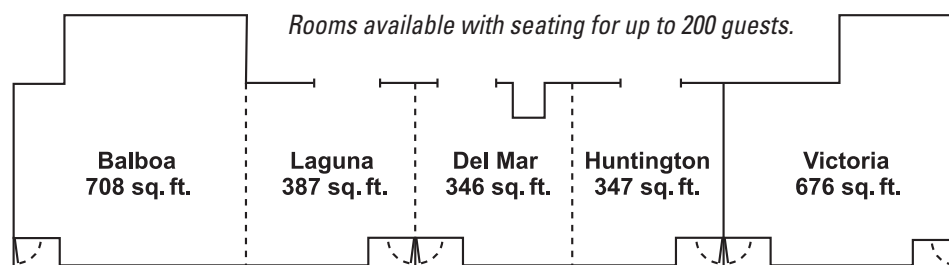 Rooms available with seating for up to 200 guests.
Balboa
708 sq. ft.
Laguna
387 sq. ft.
Del Mar
346 sq. ft.
Huntington
347 sq. ft.
Victoria
676 sq. ft.